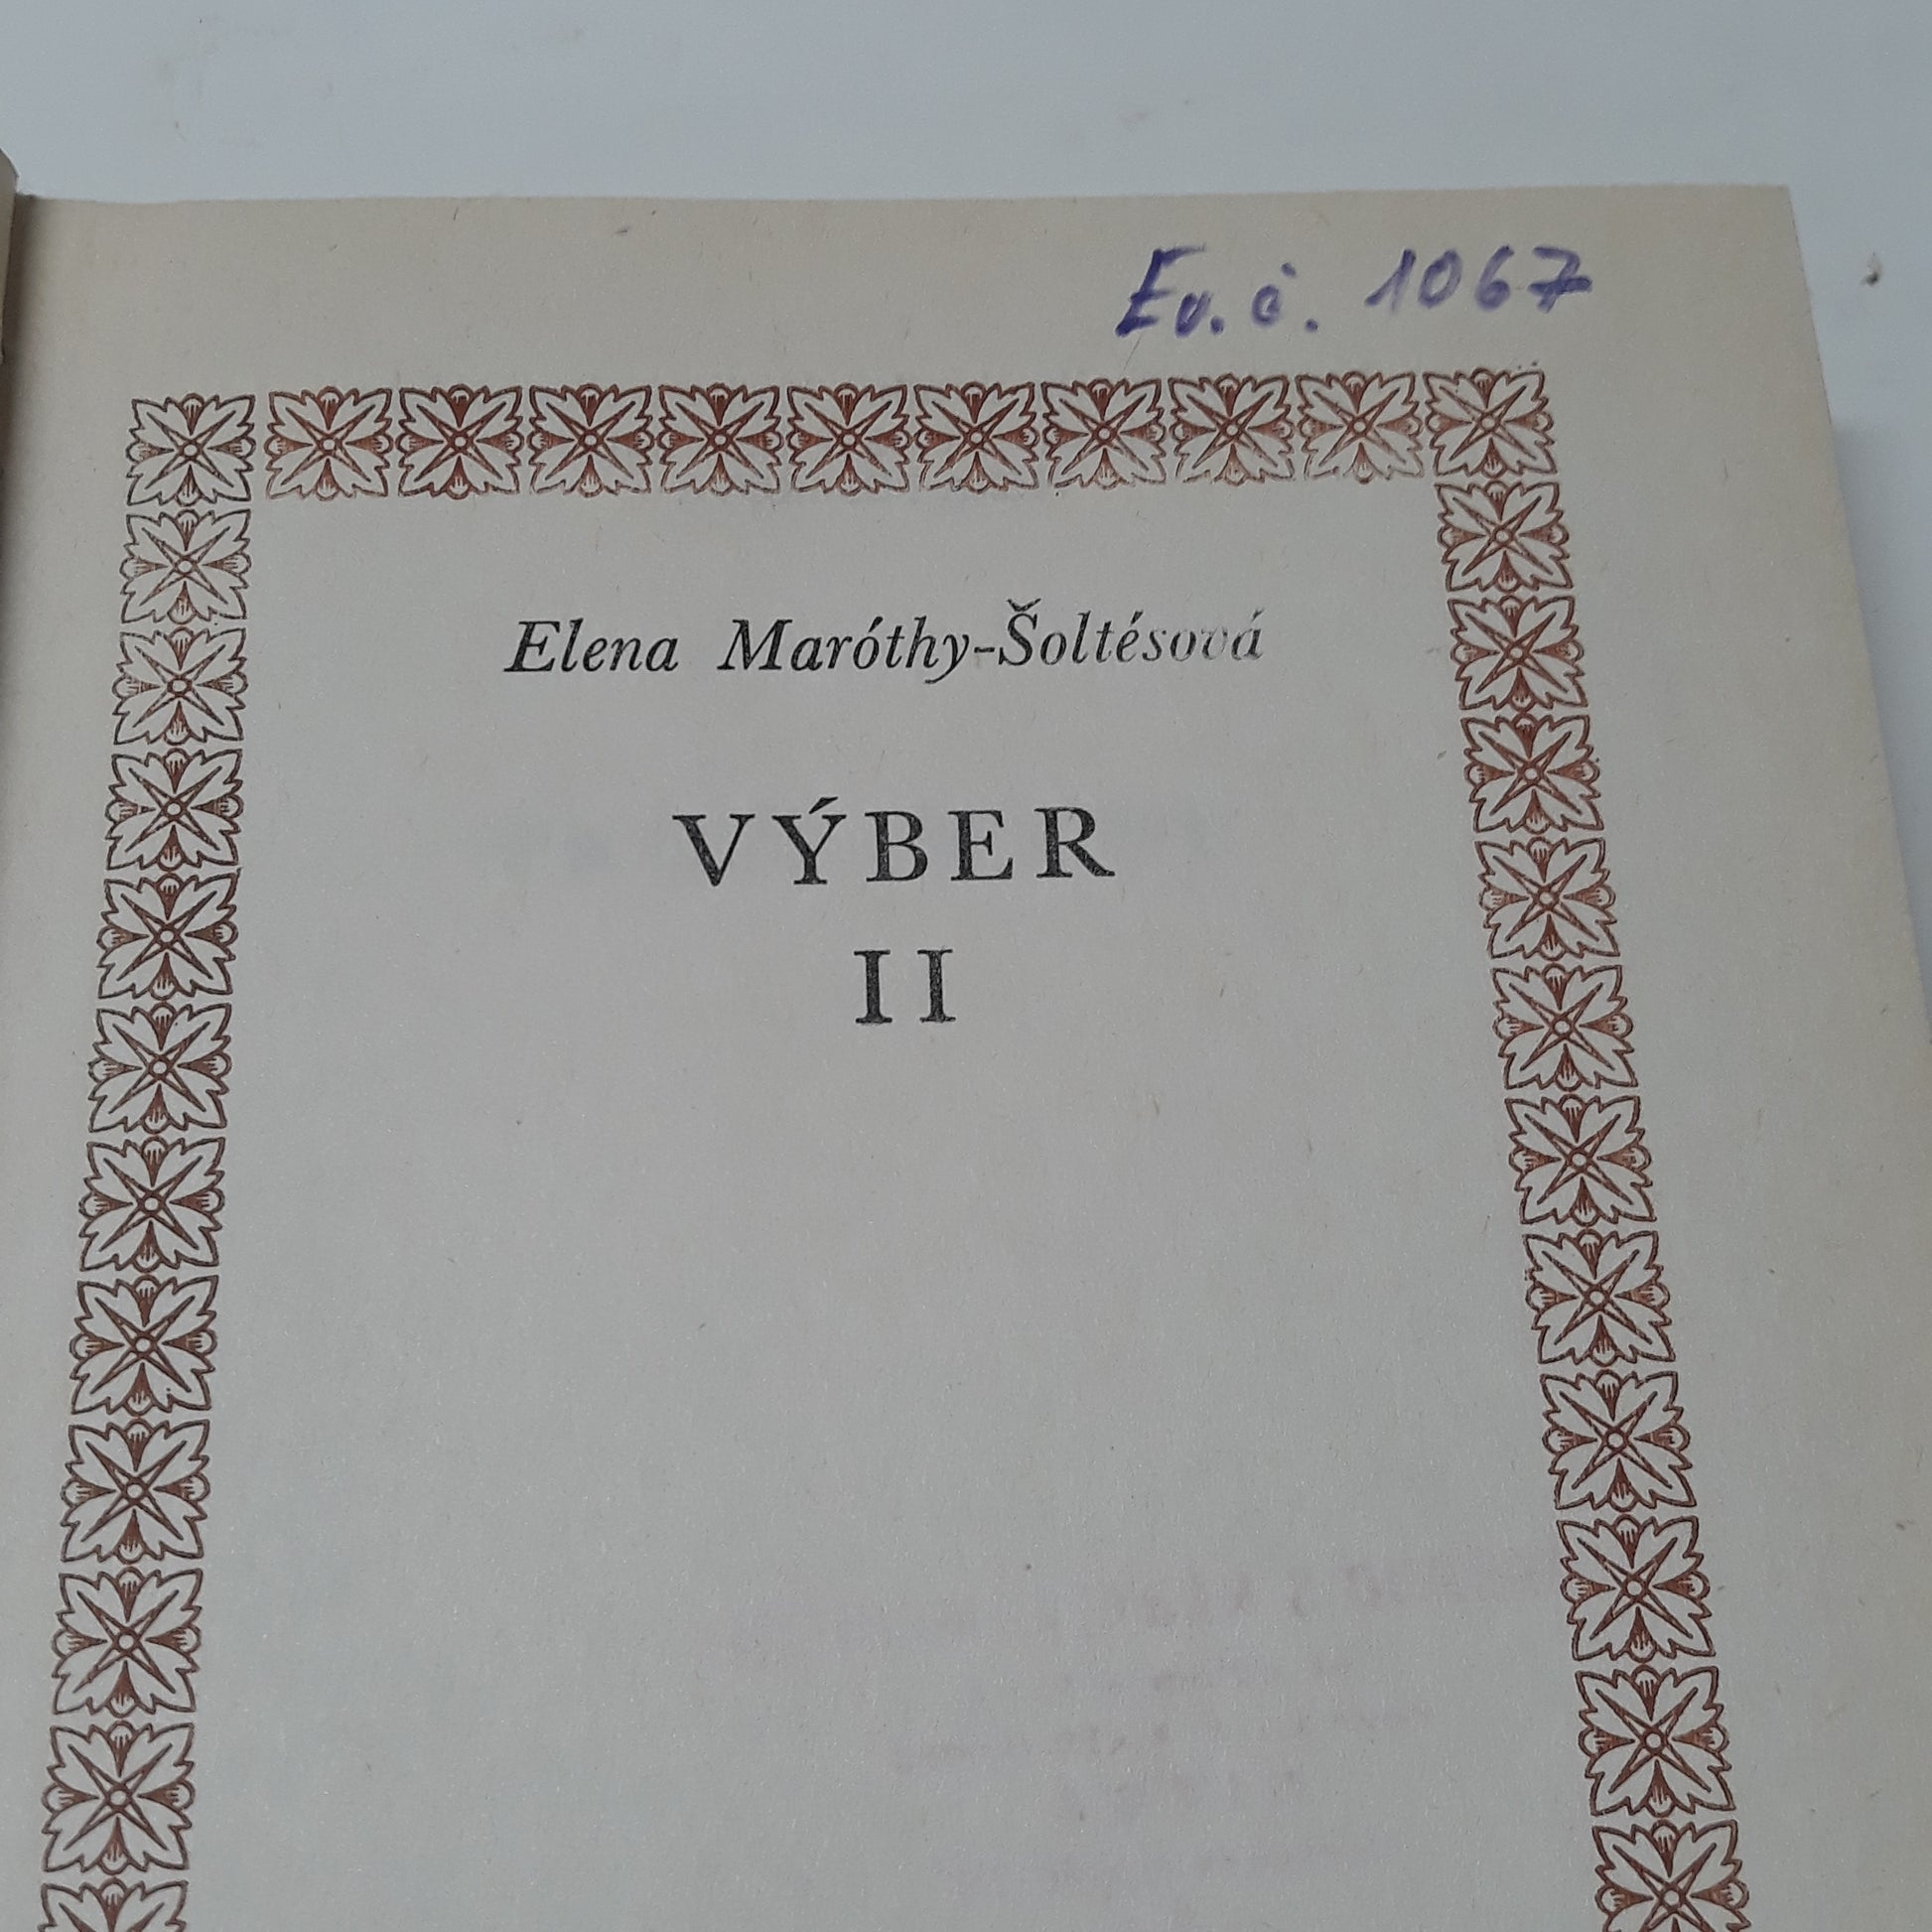 Ev. č. 1067
Elena Maróthy-Šoltésová
VÝBER
II